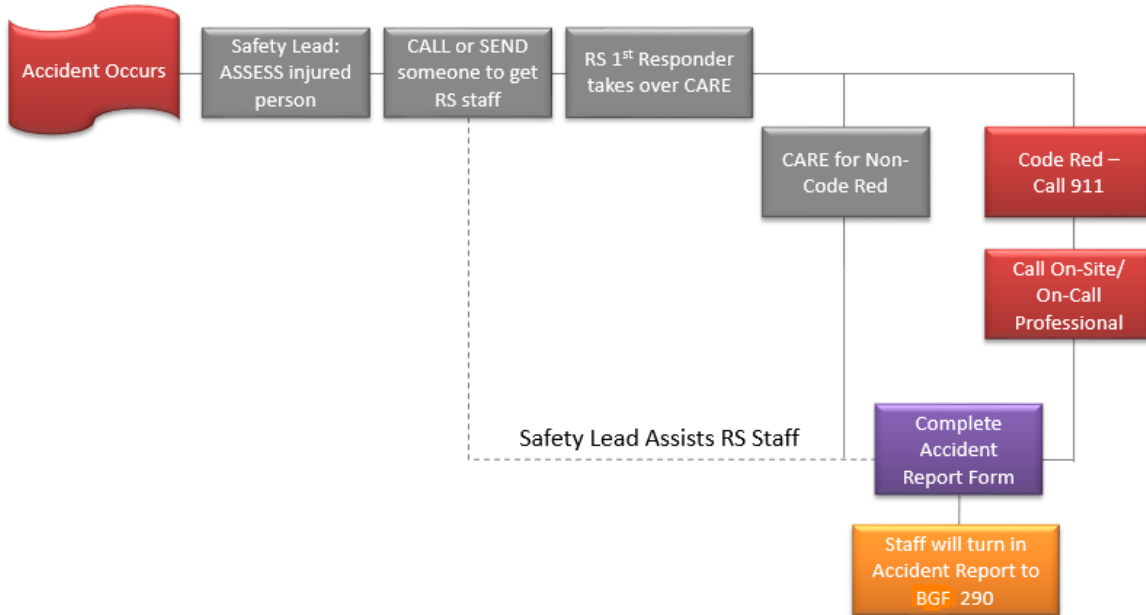 Accident Occurs
Safety Lead:
ASSESS injured
person
CALL or SEND
someone to get
RS staff
RS 1st Responder
takes over CARE
CARE for Non-
Code Red
Code Red –
Call 911
Call On-Site/
On-Call
Professional
Safety Lead Assists RS Staff
Complete
Accident
Report Form
Staff will turn in
Accident Report to
BGF 290